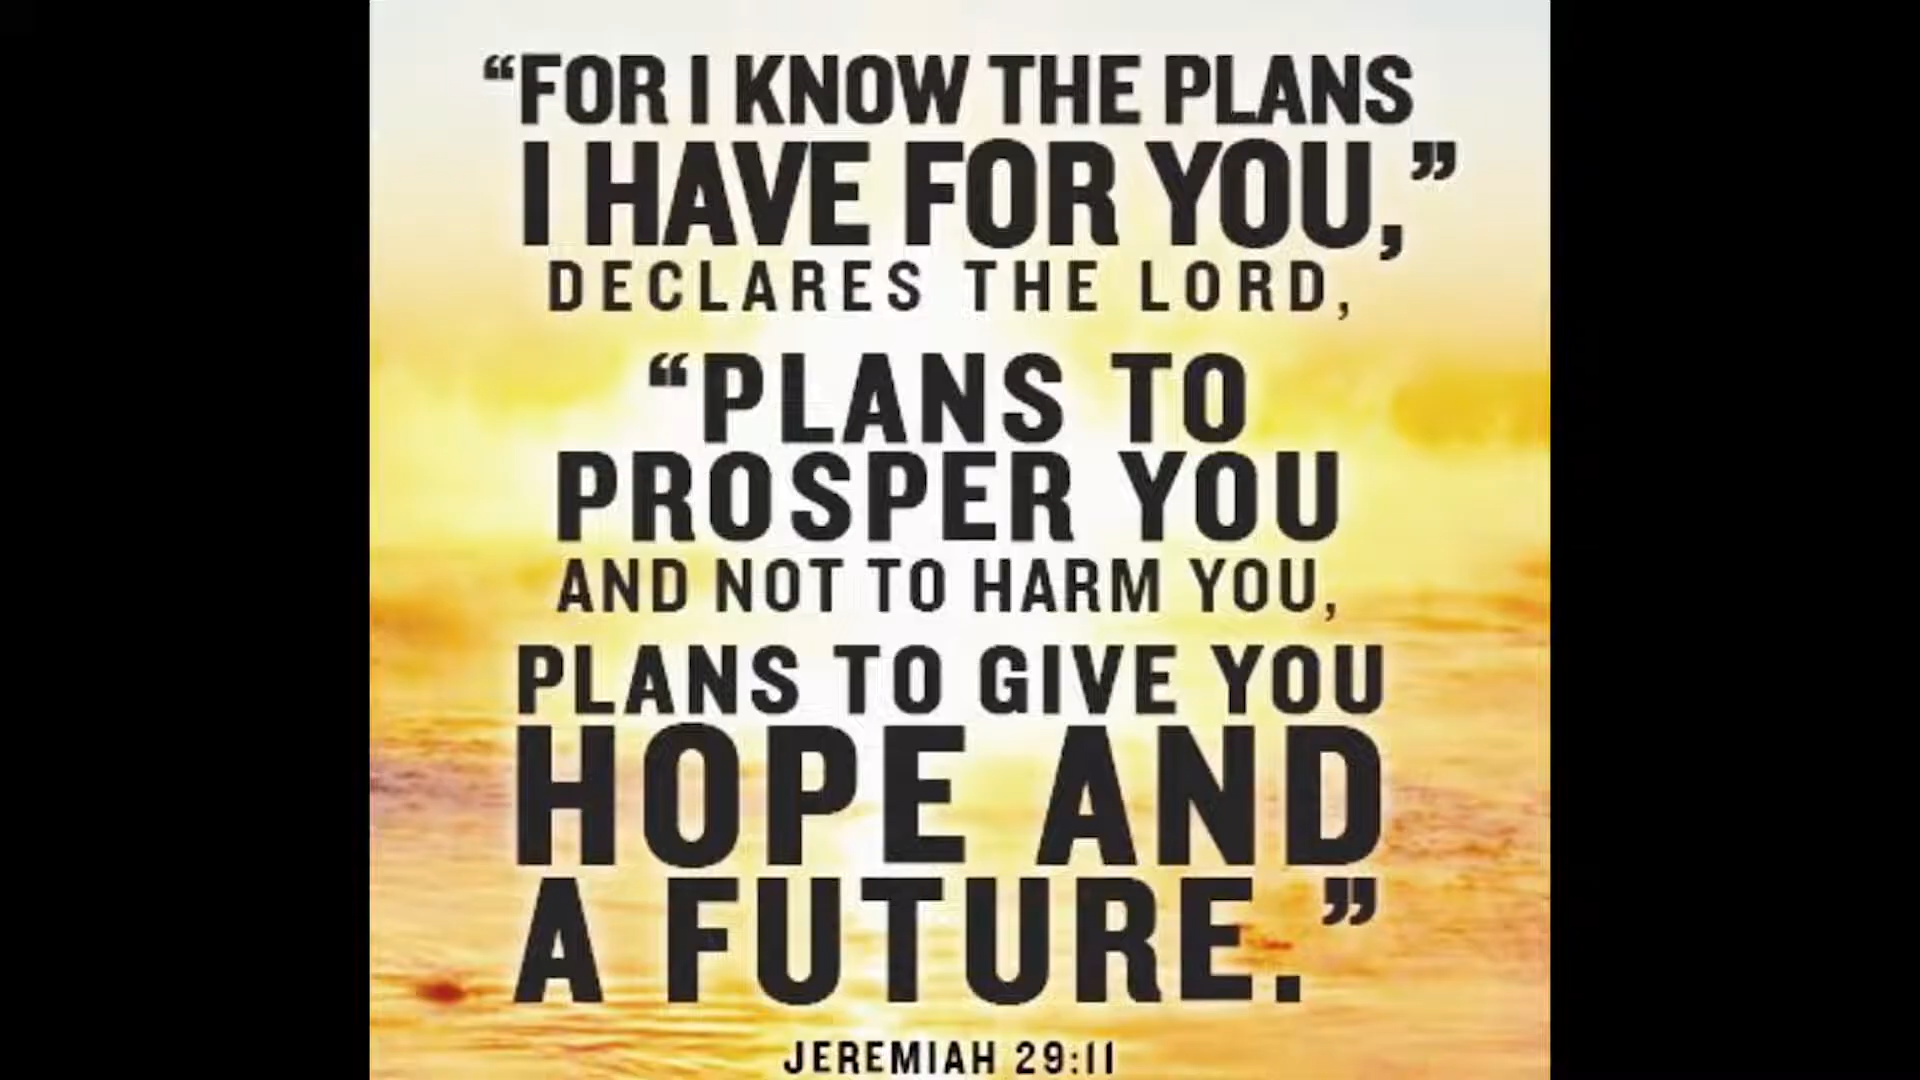 “FOR I KNOW THE PLANS
I HAVE FOR YOU,”
DECLARES THE LORD,
“PLANS TO
PROSPER YOU
AND NOT TO HARM YOU,
PLANS TO GIVE YOU
HOPE AND
A FUTURE.”
JEREMIAH 29:11